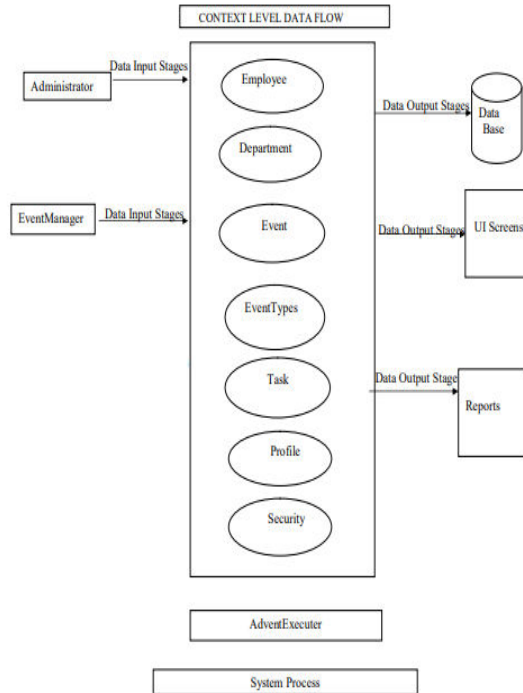 CONTEXT LEVEL DATA FLOW
Data Input Stages
Administrator
Employee
Data Output Stages
Data
Base
Department
EventManager
Data Input Stages
Event
Data Output Stages
UI Screens
EventTypes
Task
Data Output Stage
Reports
Profile
Security
AdventExecuter
System Process